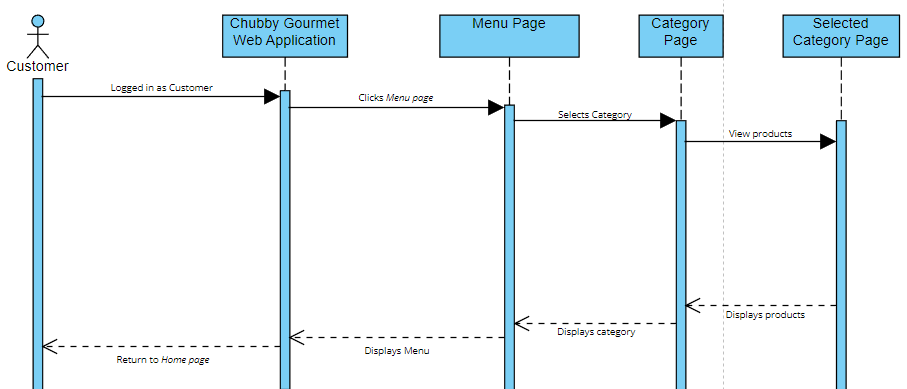 Customer
Chubby Gourmet
Web Application
Menu Page
Category
Page
Selected
Category Page
Logged in as Customer
Clicks Menu page
Selects Category
View products
Displays products
Displays category
Displays Menu
Return to Home page